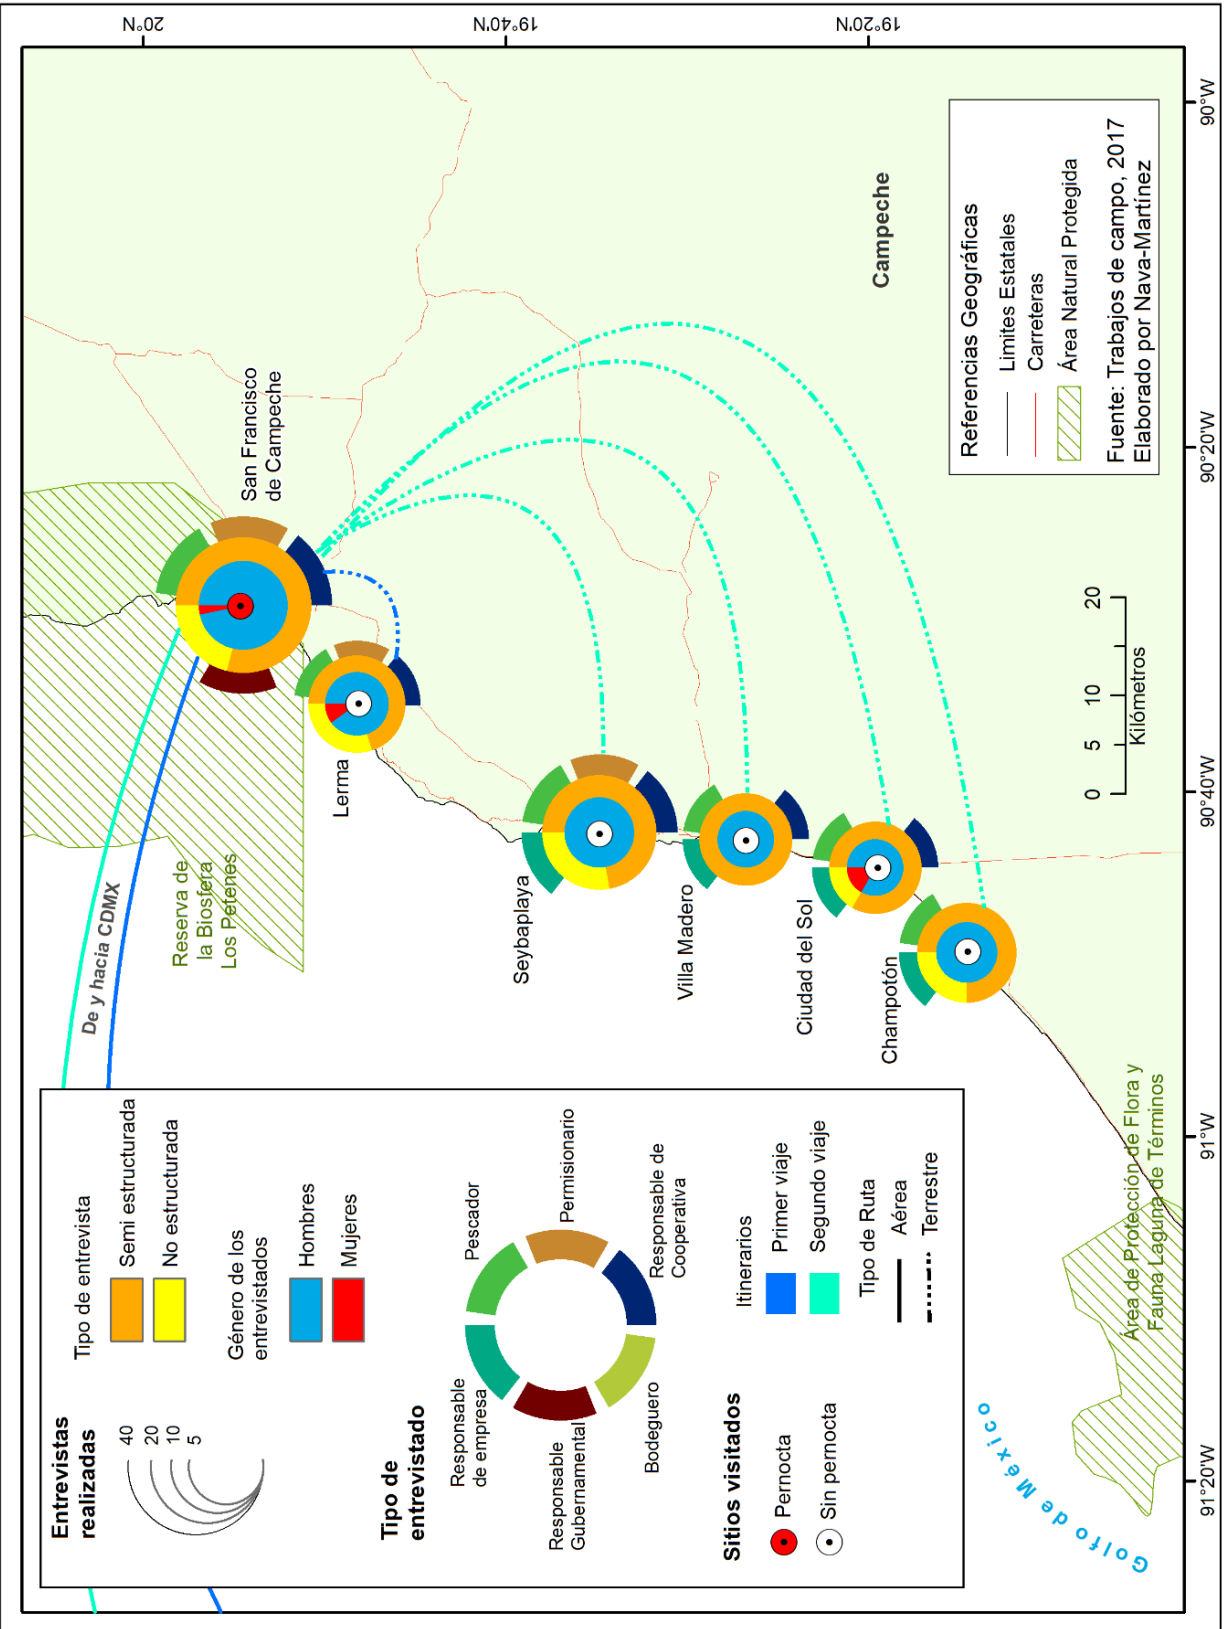 Entrevistas
realizadas
40
20
10
5
Tipo de entrevista
Semi estructurada
No estructurada
Género de los
entrevistados
Hombres
Mujeres
Tipo de
entrevistado
Responsable
de empresa
Pescador
Permisionario
Responsable de
Cooperativa
Bodeguero
Responsable
Gubernamental
Sitios visitados
Pernocta
Sin pernocta
Itinerarios
Primer viaje
Segundo viaje
Tipo de Ruta
Aérea
Terrestre
De y hacia CDMX
Reserva de
la Biosfera
Los Petenes
San Francisco
de Campeche
Lerma
Seybaplaya
Villa Madero
Ciudad del Sol
Champotón
Campeche
Golfo de México
Área de Protección de Flora y
Fauna Laguna de Términos
0 5 10 20
Kilómetros
Referencias Geográficas
Limites Estatales
Carreteras
Área Natural Protegida
Fuente: Trabajos de campo, 2017
Elaborado por Nava-Martínez
20°N
19°40'N
19°20'N
91°20'W
91°W
90°40'W
90°20'W
90°W